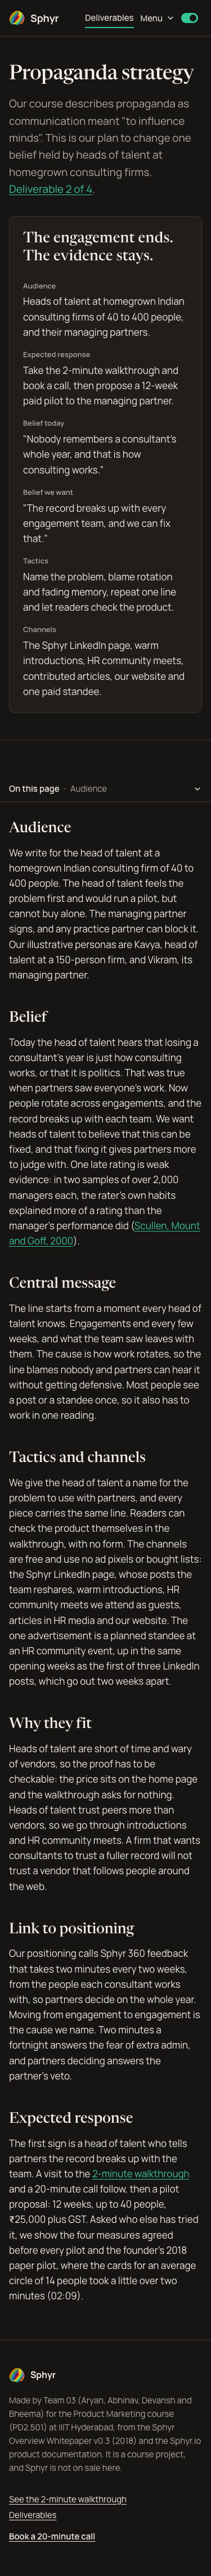 Sphyr
Deliverables
Menu
Propaganda strategy
Our course describes propaganda as
communication meant "to influence
minds". This is our plan to change one
belief held by heads of talent at
homegrown consulting firms.
Deliverable 2 of 4.
The engagement ends.
The evidence stays.
Audience
Heads of talent at homegrown Indian
consulting firms of 40 to 400 people,
and their managing partners.
Expected response
Take the 2-minute walkthrough and
book a call, then propose a 12-week
paid pilot to the managing partner.
Belief today
"Nobody remembers a consultant's
whole year, and that is how
consulting works."
Belief we want
"The record breaks up with every
engagement team, and we can fix
that."
Tactics
Name the problem, blame rotation
and fading memory, repeat one line
and let readers check the product.
Channels
The Sphyr LinkedIn page, warm
introductions, HR community meets,
contributed articles, our website and
one paid standee.
On this page · Audience
Audience
We write for the head of talent at a
homegrown Indian consulting firm of 40 to
400 people. The head of talent feels the
problem first and would run a pilot, but
cannot buy alone. The managing partner
signs, and any practice partner can block it.
Our illustrative personas are Kavya, head of
talent at a 150-person firm, and Vikram, its
managing partner.
Belief
Today the head of talent hears that losing a
consultant's year is just how consulting
works, or that it is politics. That was true
when partners saw everyone's work. Now
people rotate across engagements, and the
record breaks up with each team. We want
heads of talent to believe that this can be
fixed, and that fixing it gives partners more
to judge with. One late rating is weak
evidence: in two samples of over 2,000
managers each, the rater's own habits
explained more of a rating than the
manager's performance did (Scullen, Mount
and Goff, 2000).
Central message
The line starts from a moment every head of
talent knows. Engagements end every few
weeks, and what the team saw leaves with
them. The cause is how work rotates, so the
line blames nobody and partners can hear it
without getting defensive. Most people see
a post or a standee once, so it also has to
work in one reading.
Tactics and channels
We give the head of talent a name for the
problem to use with partners, and every
piece carries the same line. Readers can
check the product themselves in the
walkthrough, with no form. The channels
are free and use no ad pixels or bought lists:
the Sphyr LinkedIn page, whose posts the
team reshares, warm introductions, HR
community meets we attend as guests,
articles in HR media and our website. The
one advertisement is a planned standee at
an HR community event, up in the same
opening weeks as the first of three LinkedIn
posts, which go out two weeks apart.
Why they fit
Heads of talent are short of time and wary
of vendors, so the proof has to be
checkable: the price sits on the home page
and the walkthrough asks for nothing.
Heads of talent trust peers more than
vendors, so we go through introductions
and HR community meets. A firm that wants
consultants to trust a fuller record will not
trust a vendor that follows people around
the web.
Link to positioning
Our positioning calls Sphyr 360 feedback
that takes two minutes every two weeks,
from the people each consultant works
with, so partners decide on the whole year.
Moving from engagement to engagement is
the cause we name. Two minutes a
fortnight answers the fear of extra admin,
and partners deciding answers the
partner's veto.
Expected response
The first sign is a head of talent who tells
partners the record breaks up with the
team. A visit to the 2-minute walkthrough
and a 20-minute call follow, then a pilot
proposal: 12 weeks, up to 40 people,
₹25,000 plus GST. Asked who else has tried
it, we show the four measures agreed
before every pilot and the founder's 2018
paper pilot, where the cards for an average
circle of 14 people took a little over two
minutes (02:09).
Sphyr
Made by Team 03 (Aryan, Abhinav, Devansh and
Bheema) for the Product Marketing course
(PD2.501) at IIIT Hyderabad, from the Sphyr
Overview Whitepaper v0.3 (2018) and the Sphyr.io
product documentation. It is a course project,
and Sphyr is not on sale here.
See the 2-minute walkthrough
Deliverables
Book a 20-minute call